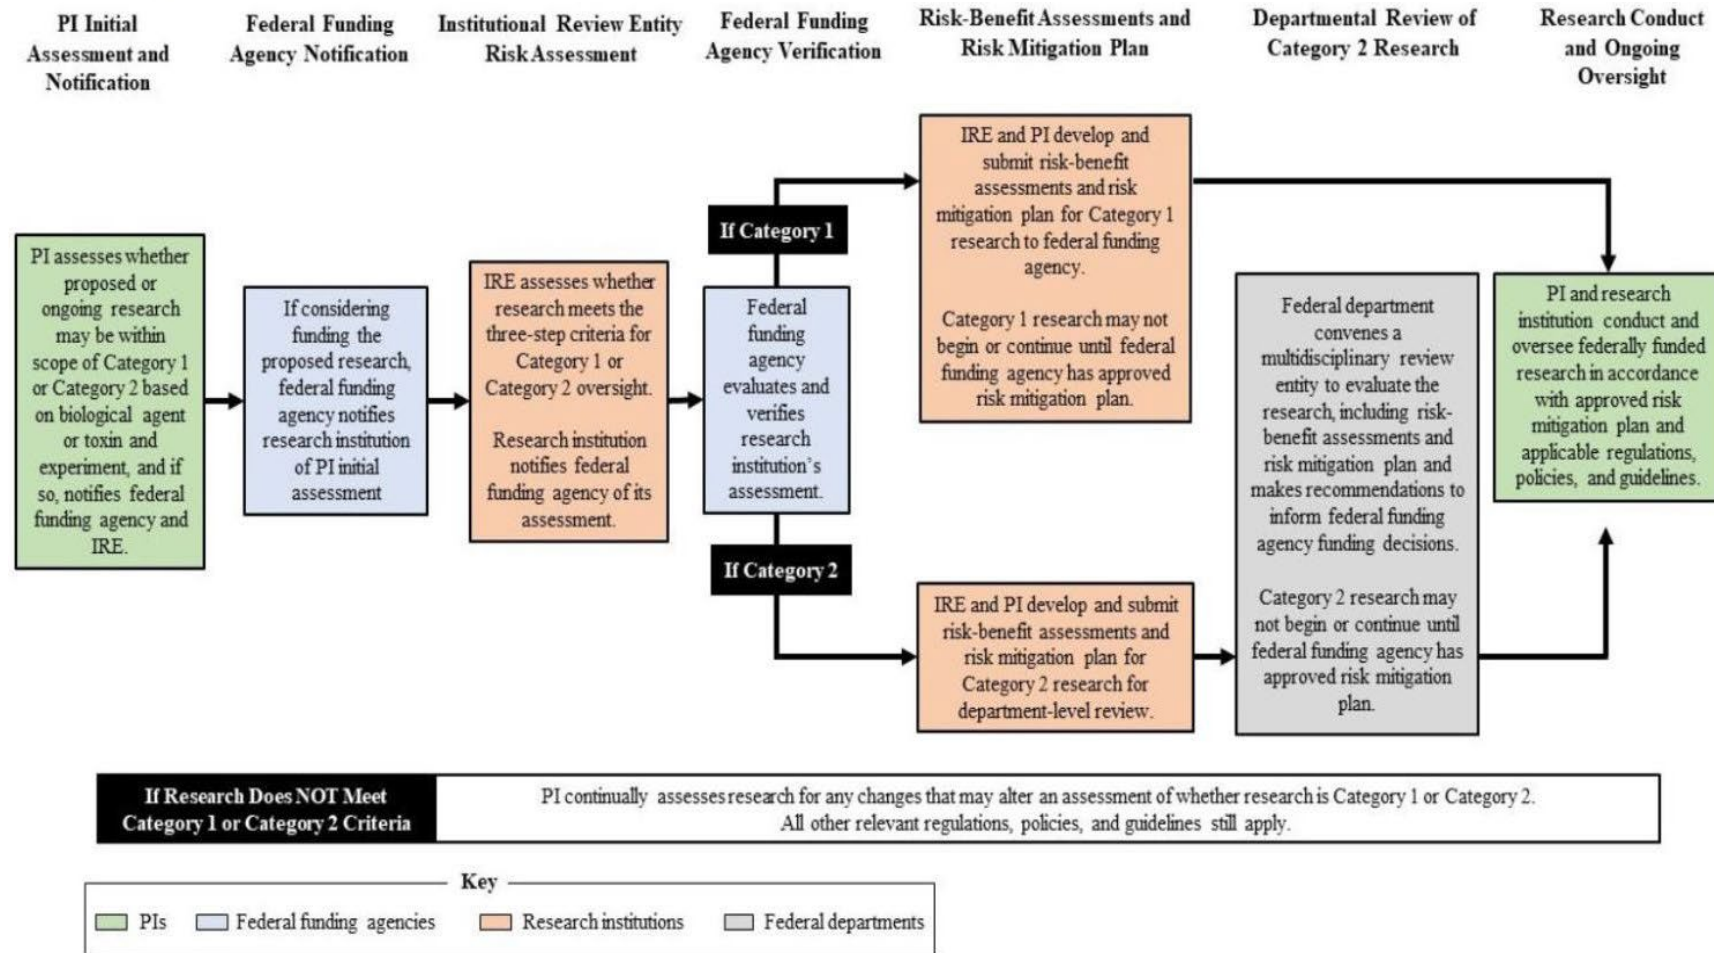 PI Initial
Assessment and
Notification
Federal Funding
Agency Notification
Institutional Review Entity
Risk Assessment
Federal Funding
Agency Verification
Risk-Benefit Assessments and
Risk Mitigation Plan
Departmental Review of
Category 2 Research
Research Conduct
and Ongoing
Oversight
PI assesses whether
proposed or
ongoing research
may be within
scope of Category 1
or Category 2 based
on biological agent
or toxin and
experiment, and if
so, notifies federal
funding agency and
IRE.
If considering
funding the
proposed research,
federal funding
agency notifies
research institution
of PI initial
assessment
IRE assesses whether
research meets the
three-step criteria for
Category 1 or
Category 2 oversight.
Research institution
notifies federal
funding agency of its
assessment.
If Category 1
Federal
funding
agency
evaluates and
verifies
research
institution's
assessment.
If Category 2
IRE and PI develop and
submit risk-benefit
assessments and risk
mitigation plan for Category 1
research to federal funding
agency.
Category 1 research may not
begin or continue until federal
funding agency has approved
risk mitigation plan.
IRE and PI develop and submit
risk-benefit assessments and
risk mitigation plan for
Category 2 research for
department-level review.
Federal department
convenes a
multidisciplinary review
entity to evaluate the
research, including risk-
benefit assessments and
risk mitigation plan and
makes recommendations to
inform federal funding
agency funding decisions.
Category 2 research may
not begin or continue until
federal funding agency has
approved risk mitigation
plan.
PI and research
institution conduct and
oversee federally funded
research in accordance
with approved risk
mitigation plan and
applicable regulations,
policies, and guidelines.
If Research Does NOT Meet
Category 1 or Category 2 Criteria
PI continually assesses research for any changes that may alter an assessment of whether research is Category 1 or Category 2.
All other relevant regulations, policies, and guidelines still apply.
Key
PIs
Federal funding agencies
Research institutions
Federal departments